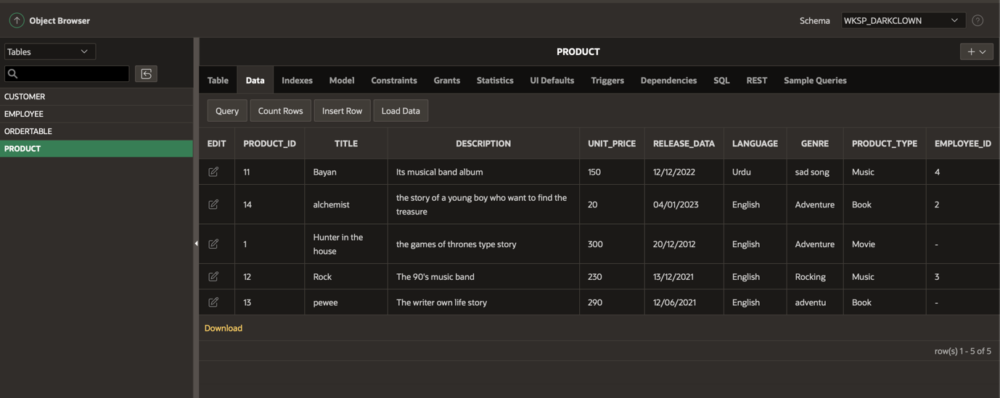 Object Browser
Schema
WKSP_DARKCLOWN
?
Tables
CUSTOMER
EMPLOYEE
ORDERTABLE
PRODUCT
PRODUCT
Table Data Indexes Model Constraints Grants Statistics UI Defaults Triggers Dependencies SQL REST Sample Queries
Query Count Rows Insert Row Load Data
EDIT PRODUCT_ID TITLE DESCRIPTION UNIT_PRICE RELEASE_DATA LANGUAGE GENRE PRODUCT_TYPE EMPLOYEE_ID
11 Bayan Its musical band album 150 12/12/2022 Urdu sad song Music 4
14 alchemist the story of a young boy who want to find the
treasure 20 04/01/2023 English Adventure Book 2
1 Hunter in the
house the games of thrones type story 300 20/12/2012 English Adventure Movie -
12 Rock The 90's music band 230 13/12/2021 English Rocking Music 3
13 pewee The writer own life story 290 12/06/2021 English adventu Book -
Download
row(s) 1 - 5 of 5